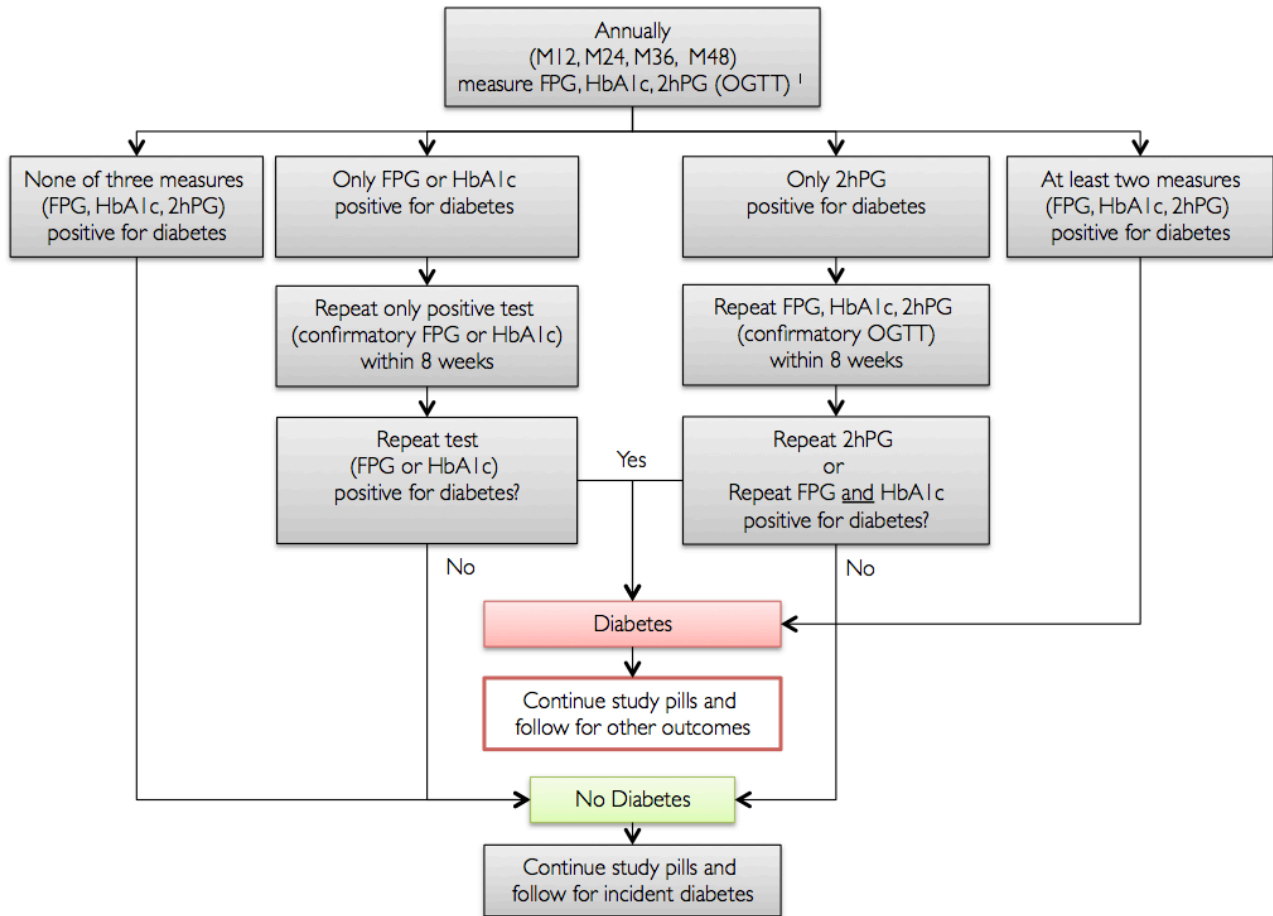 Annually
(M12, M24, M36, M48)
measure FPG, HbA1c, 2hPG (OGTT) 1
None of three measures
(FPG, HbA1c, 2hPG)
positive for diabetes
Only FPG or HbA1c
positive for diabetes
Only 2hPG
positive for diabetes
At least two measures
(FPG, HbA1c, 2hPG)
positive for diabetes
Repeat only positive test
(confirmatory FPG or HbA1c)
within 8 weeks
Repeat FPG, HbA1c, 2hPG
(confirmatory OGTT)
within 8 weeks
Repeat test
(FPG or HbA1c)
positive for diabetes?
Yes
Repeat 2hPG
or
Repeat FPG and HbA1c
positive for diabetes?
No
No
Diabetes
Continue study pills and
follow for other outcomes
No Diabetes
Continue study pills and
follow for incident diabetes